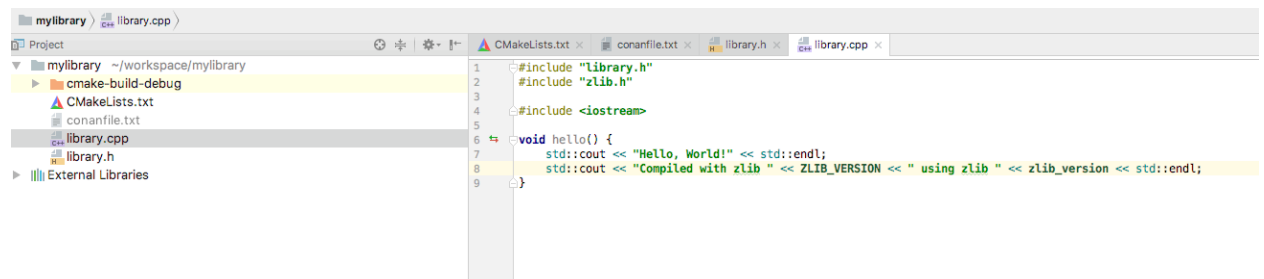 mylibrary library.cpp
Project
CMakeLists.txt conanfile.txt library.h library.cpp
mylibrary ~/workspace/mylibrary
cmake-build-debug
CMakeLists.txt
conanfile.txt
library.cpp
library.h
External Libraries
1 #include "library.h"
2 #include "zlib.h"
3
4 #include <iostream>
5
6 void hello() {
7 std::cout << "Hello, World!" << std::endl;
8 std::cout << "Compiled with zlib " << ZLIB_VERSION << " using zlib " << zlib_version << std::endl;
9 }